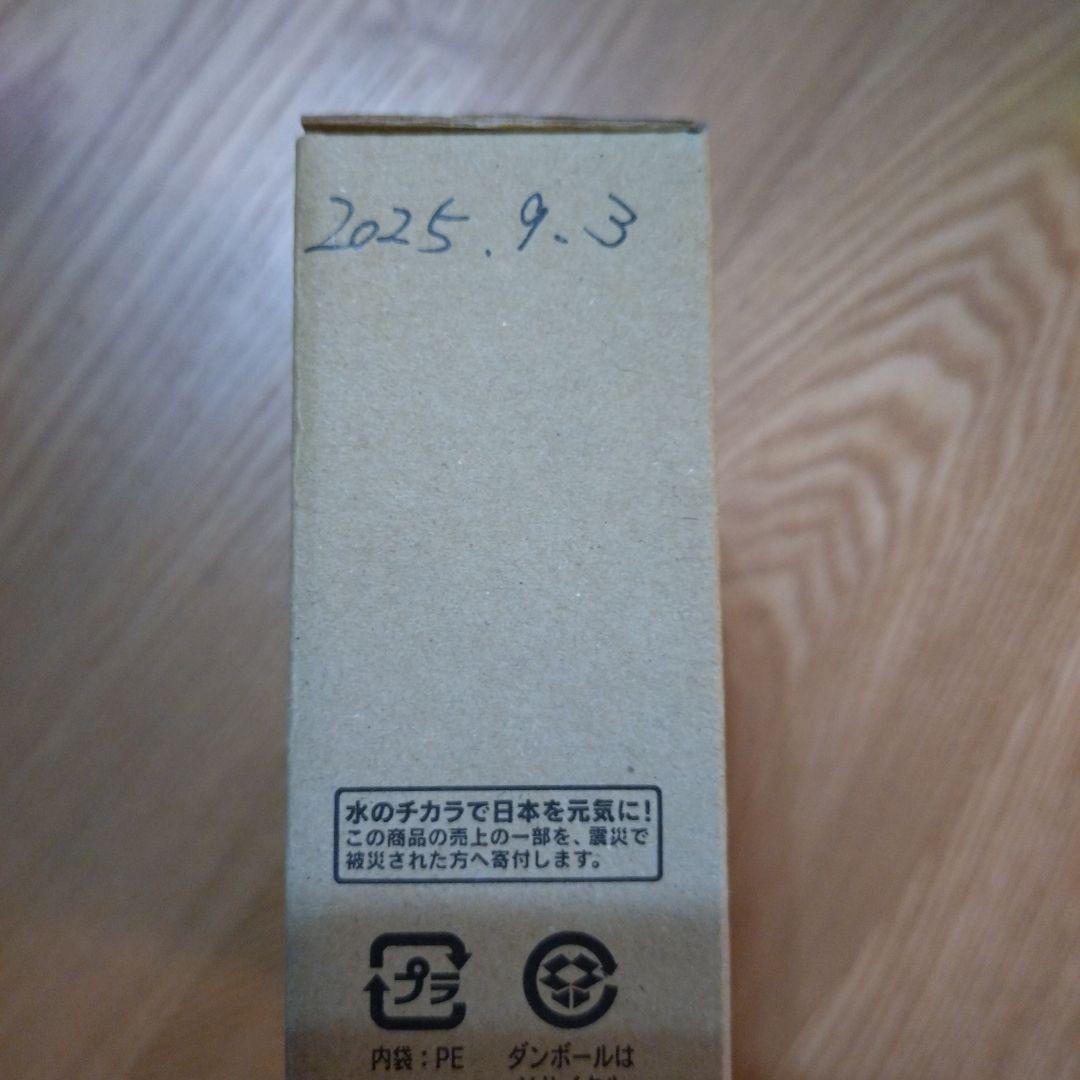 2025.9.3
水のチカラで日本を元気に!
この商品の売上の一部を、震災で
被災された方へ寄付します。
プラ
内袋:PE
ダンボールは